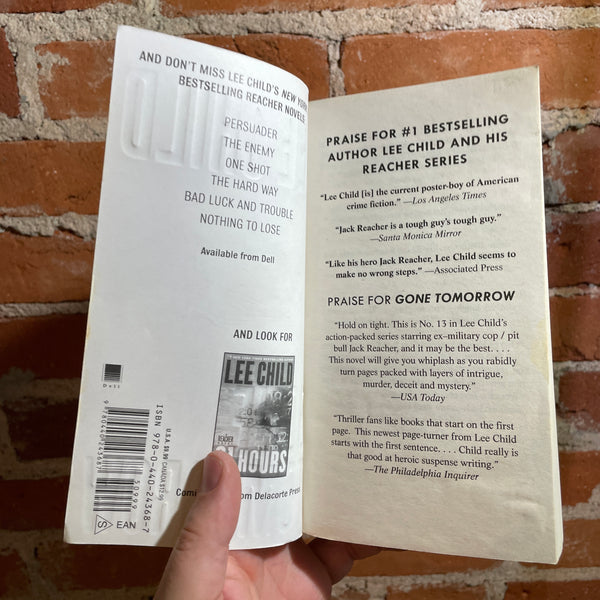 AND DON'T MISS LEE CHILD'S NEW YORK
BESTSELLING REACHER NOVELS
PERSUADER
THE ENEMY
ONE SHOT
THE HARD WAY
BAD LUCK AND TROUBLE
NOTHING TO LOSE
Available from Dell
AND LOOK FOR
LEE CHILD
HOURS
from Delacorte Press
Dell
ISBN 978-0-440-24368-7
50999
EAN
PRAISE FOR #1 BESTSELLING
AUTHOR LEE CHILD AND HIS
REACHER SERIES
"Lee Child [is] the current poster-boy of American
crime fiction." —Los Angeles Times
"Jack Reacher is a tough guy's tough guy."
—Santa Monica Mirror
"Like his hero Jack Reacher, Lee Child seems to
make no wrong steps." —Associated Press
PRAISE FOR GONE TOMORROW
"Hold on tight. This is No. 13 in Lee Child's
action-packed series starring ex–military cop / pit
bull Jack Reacher, and it may be the best. . . .
This novel will give you whiplash as you rabidly
turn pages packed with layers of intrigue,
murder, deceit and mystery."
—USA Today
"Thriller fans like books that start on the first
page. This newest page-turner from Lee Child
starts with the first sentence. . . . Child really is
that good at heroic suspense writing."
—The Philadelphia Inquirer